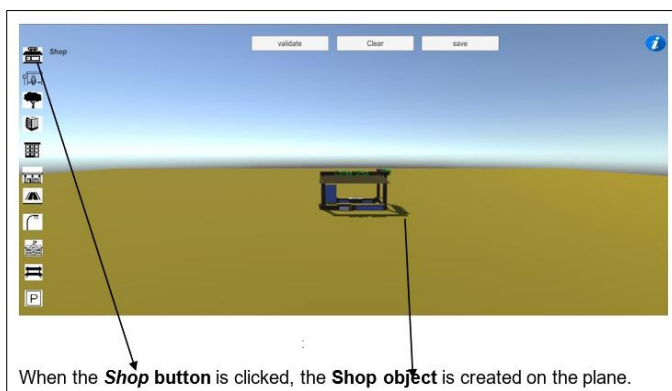 Shop
validate Clear save
i
P
:
When the Shop button is clicked, the Shop object is created on the plane.